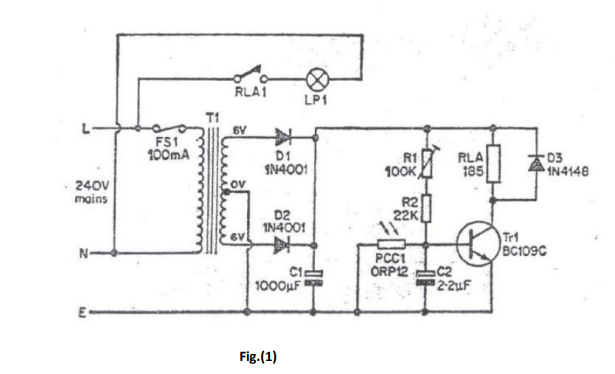 RLA1
LP1
L
FS1
100mA
T1
6V
D1
1N4001
R1
100K
RLA
185
D3
1N4148
240V
mains
0V
D2
1N4001
R2
22K
6V
PCC1
ORP12
Tr1
BC109C
N
C1
1000µF
C2
2·2µF
E
Fig.(1)